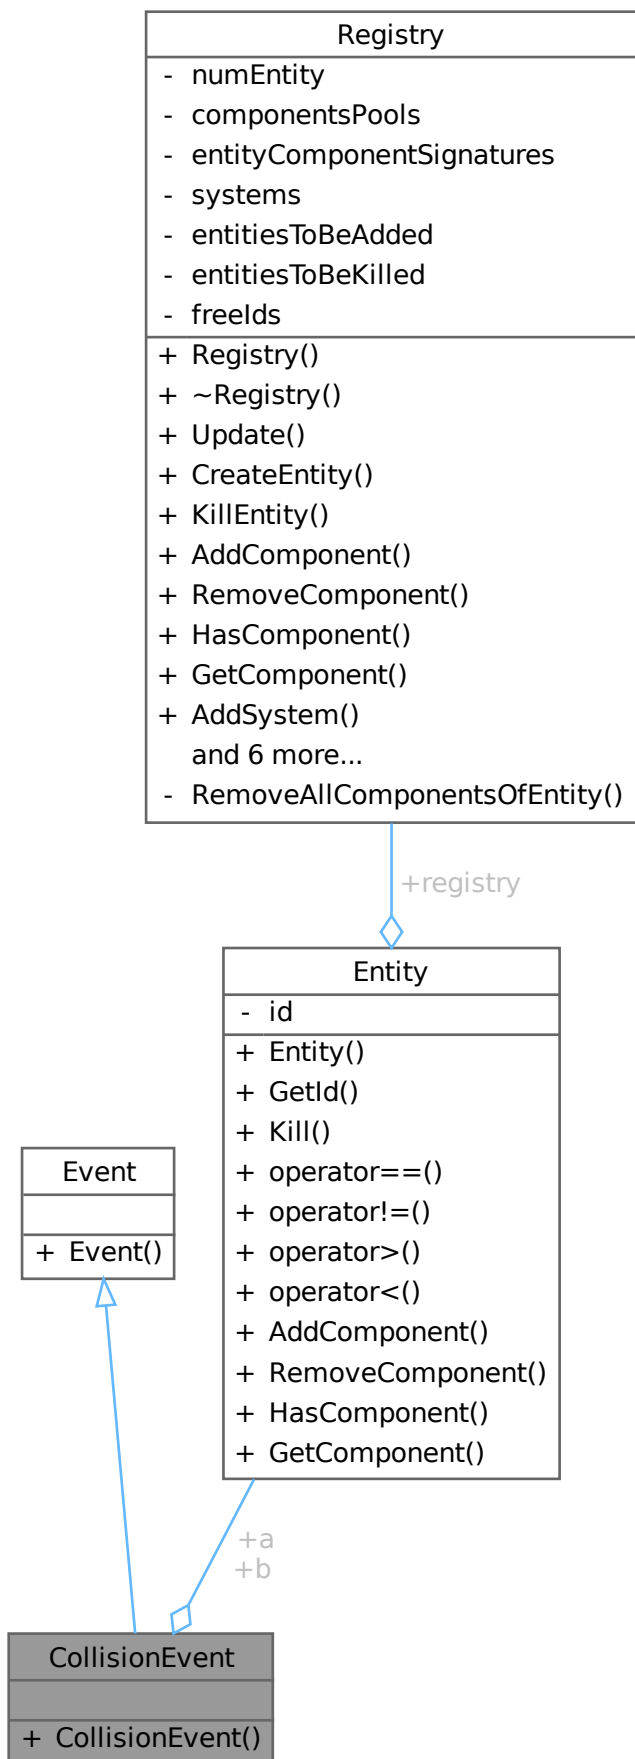 Registry
- numEntity
- componentsPools
- entityComponentSignatures
- systems
- entitiesToBeAdded
- entitiesToBeKilled
- freeIds
+ Registry()
+ ~Registry()
+ Update()
+ CreateEntity()
+ KillEntity()
+ AddComponent()
+ RemoveComponent()
+ HasComponent()
+ GetComponent()
+ AddSystem()
and 6 more...
- RemoveAllComponentsOfEntity()
+registry
Entity
- id
+ Entity()
+ GetId()
+ Kill()
+ operator==()
+ operator!=()
+ operator>()
+ operator<()
+ AddComponent()
+ RemoveComponent()
+ HasComponent()
+ GetComponent()
Event
+ Event()
+a
+b
CollisionEvent
+ CollisionEvent()